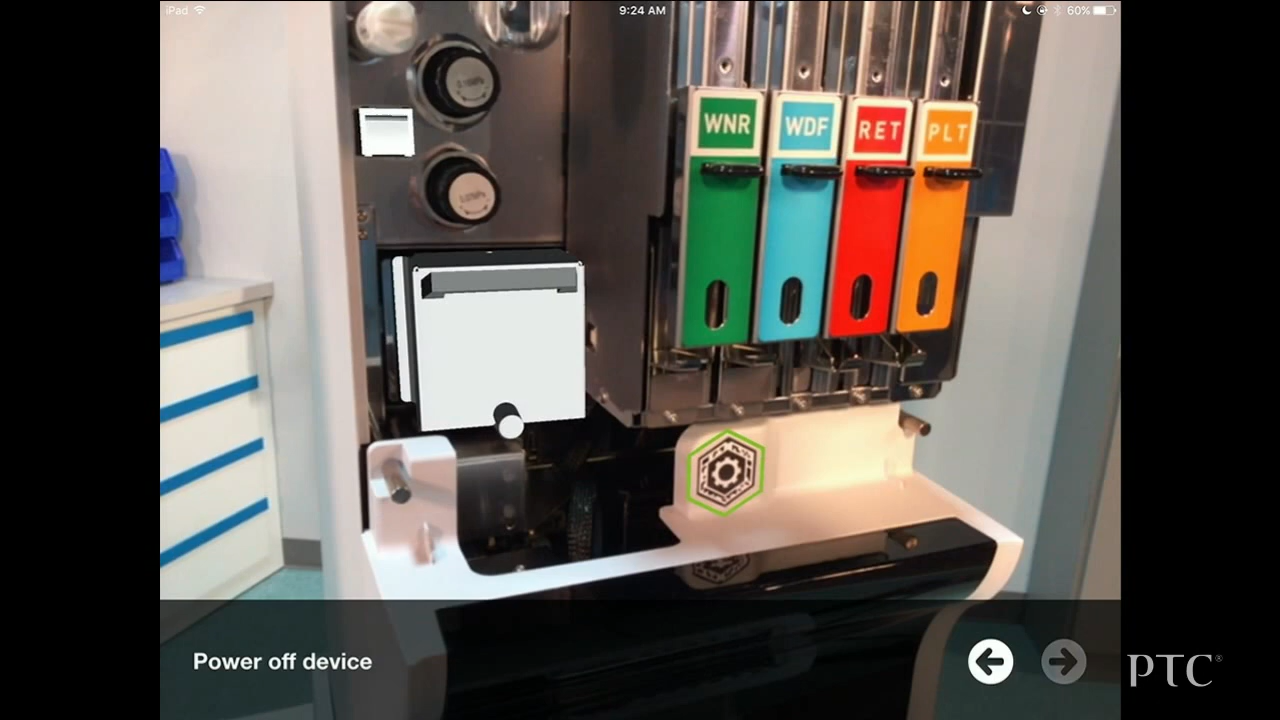 iPad
9:24 AM
60%
WNR
WDF
RET
PLT
Power off device
PTC®